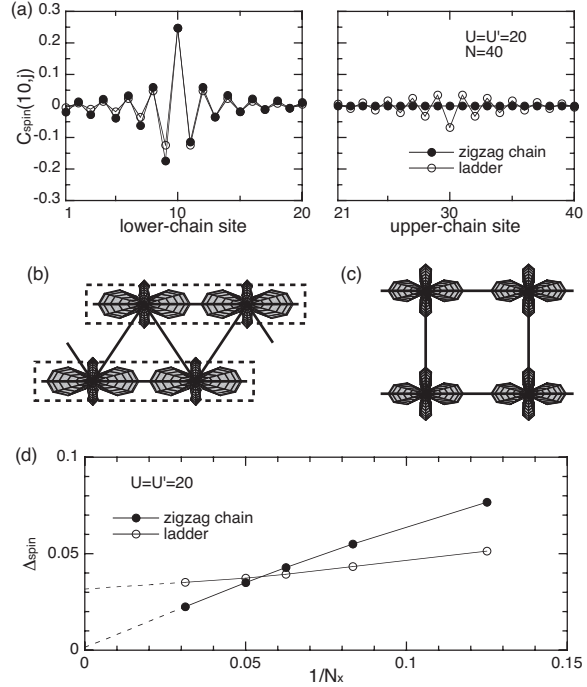 (a)
0.3
0.2
0.1
0
-0.1
-0.2
-0.3
C_spin(10,j)
1 10 20
lower-chain site
U=U'=20
N=40
zigzag chain
ladder
21 30 40
upper-chain site
(b)
(c)
(d)
0.1
0.05
0
Δ_spin
U=U'=20
zigzag chain
ladder
0 0.05 0.1 0.15
1/N_x